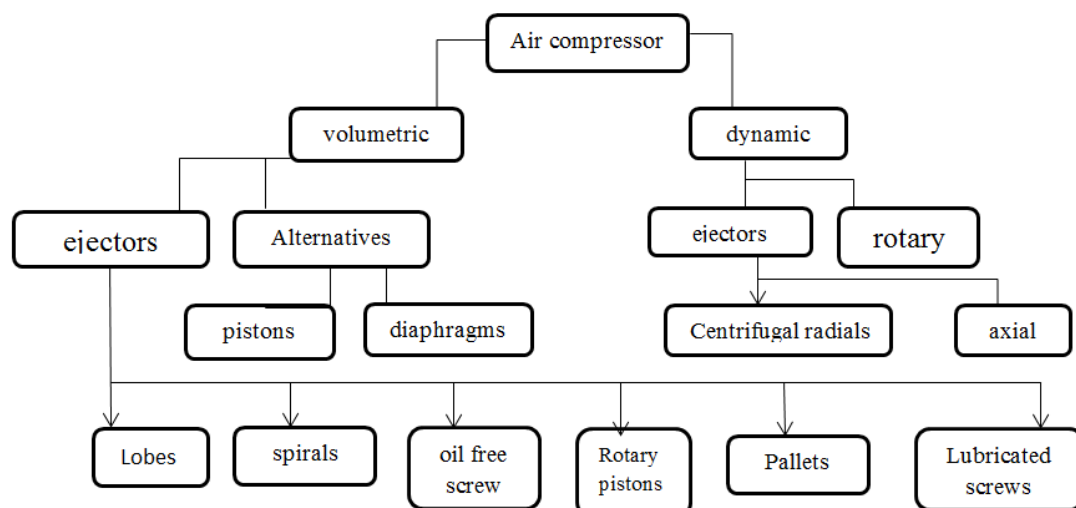 Air compressor
volumetric
dynamic
ejectors
Alternatives
ejectors
rotary
pistons
diaphragms
Centrifugal radials
axial
Lobes
spirals
oil free
screw
Rotary
pistons
Pallets
Lubricated
screws